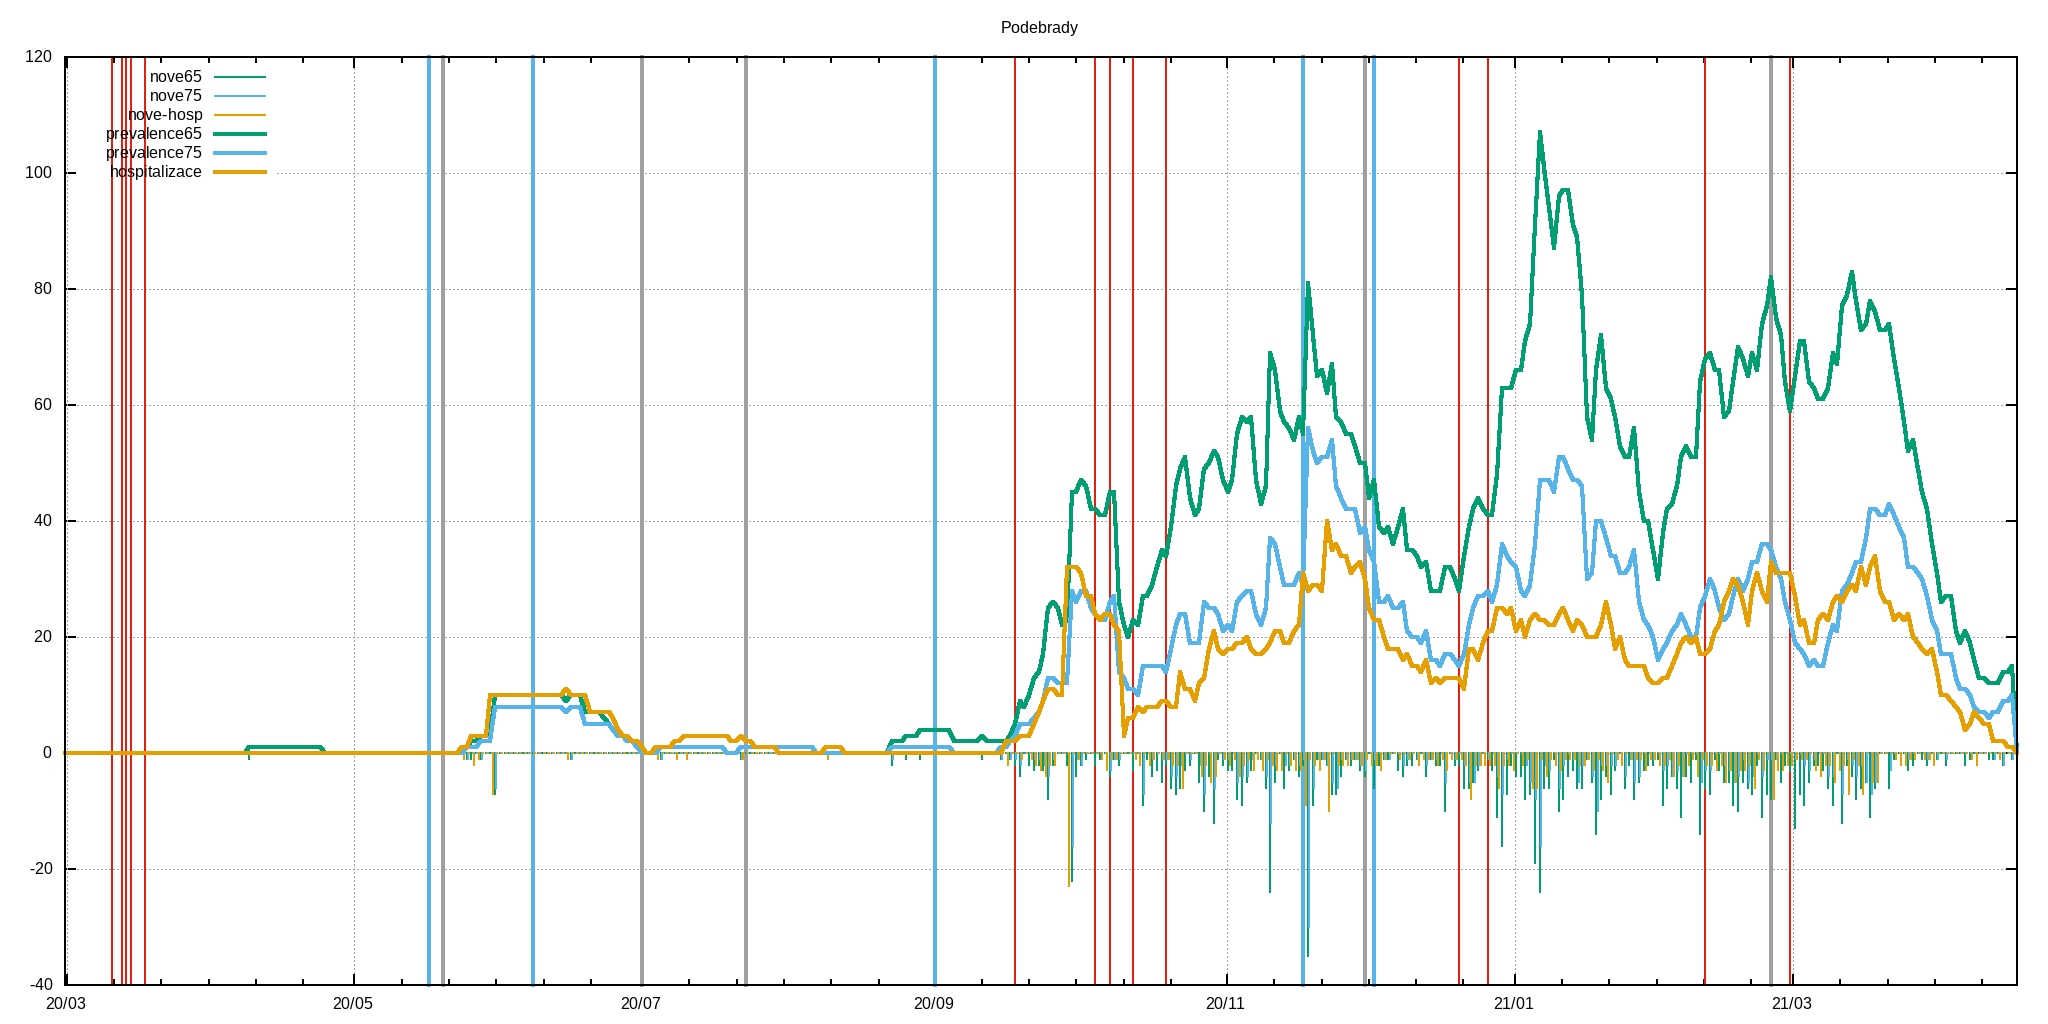 Podebrady
120
nove65
nove75
nove-hosp
prevalence65
prevalence75
hospitalizace
100
80
60
40
20
0
-20
-40
20/03 20/05 20/07 20/09 20/11 21/01 21/03